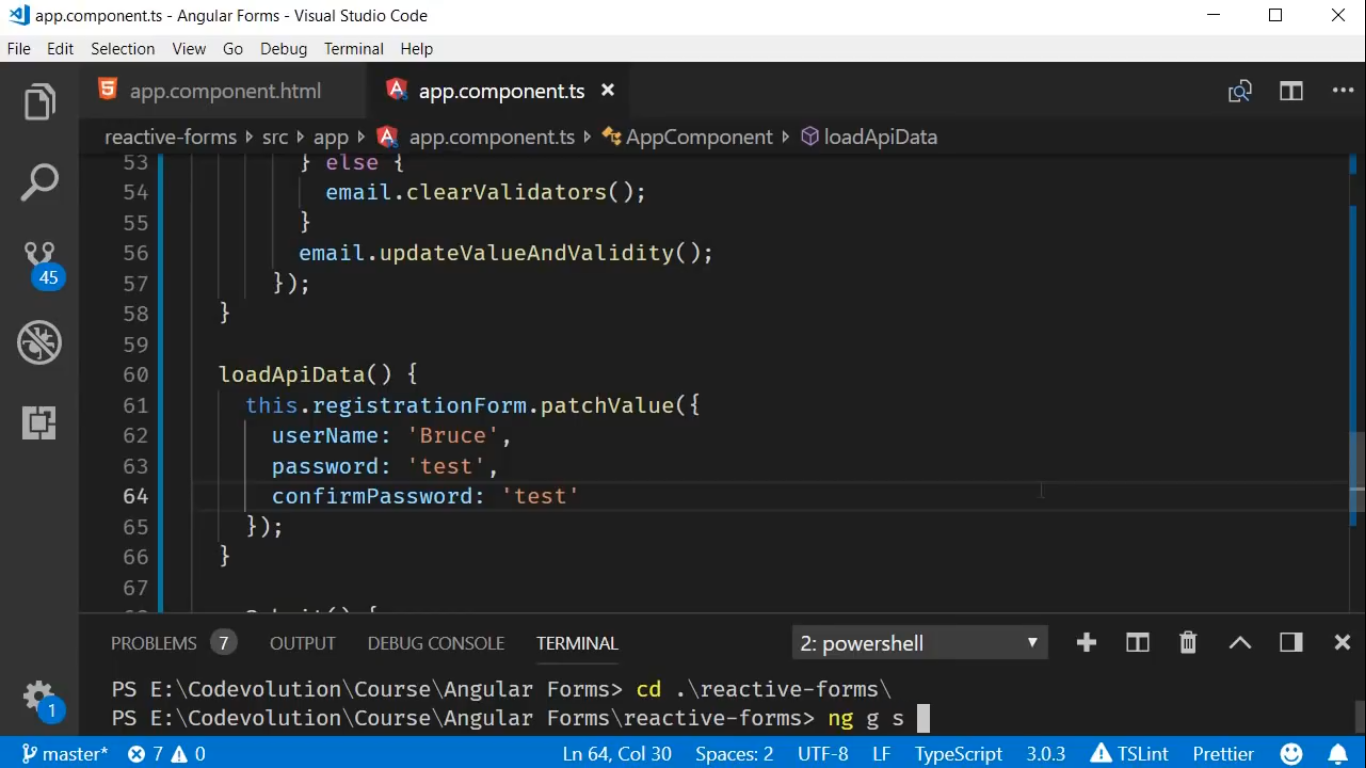 app.component.ts - Angular Forms - Visual Studio Code
File Edit Selection View Go Debug Terminal Help
app.component.html app.component.ts
reactive-forms src app app.component.ts AppComponent loadApiData
53 } else {
54 email.clearValidators();
55 }
56 email.updateValueAndValidity();
57 });
58 }
59
60 loadApiData() {
61 this.registrationForm.patchValue({
62 userName: 'Bruce',
63 password: 'test',
64 confirmPassword: 'test'
65 });
66 }
67
45
PROBLEMS 7 OUTPUT DEBUG CONSOLE TERMINAL 2: powershell
PS E:\Codevolution\Course\Angular Forms> cd .\reactive-forms\
PS E:\Codevolution\Course\Angular Forms\reactive-forms> ng g s
1
master* 7 0 Ln 64, Col 30 Spaces: 2 UTF-8 LF TypeScript 3.0.3 TSLint Prettier